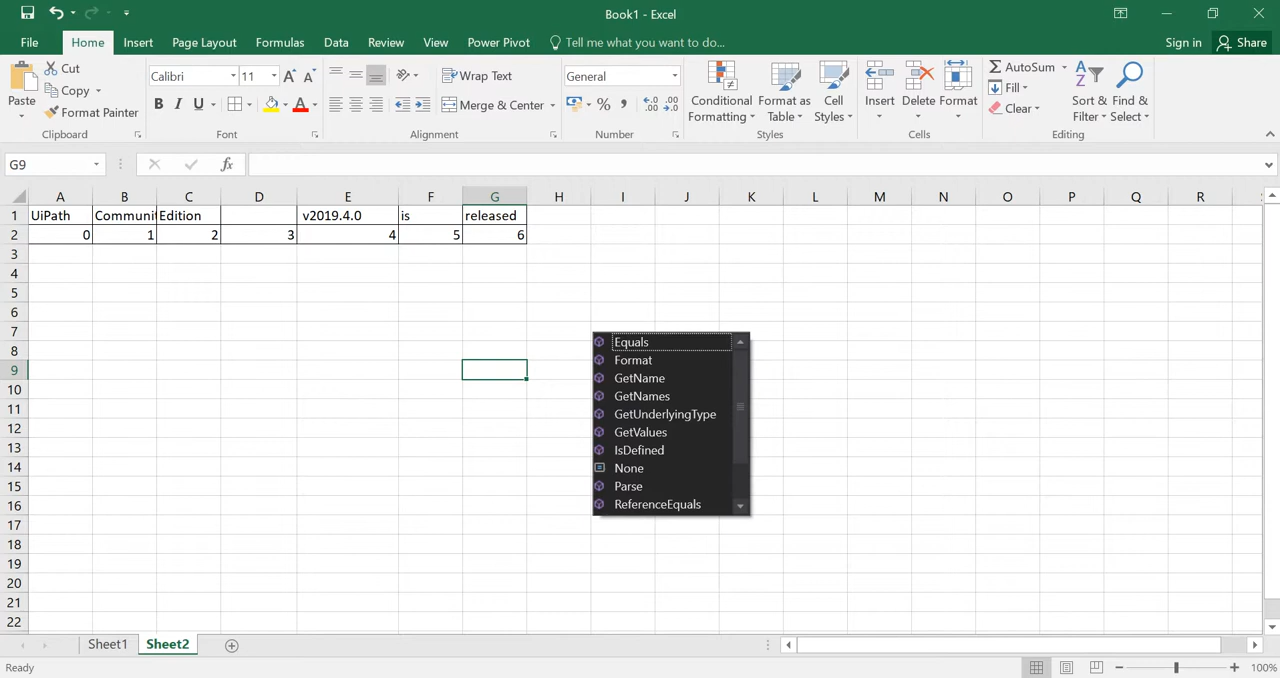 Book1 - Excel
File Home Insert Page Layout Formulas Data Review View Power Pivot Tell me what you want to do... Sign in Share
Paste Cut Copy Format Painter Clipboard
Calibri 11 A A B I U A Font
Wrap Text Merge & Center Alignment
General % , .0 .00 .00 .0 Number
Conditional Formatting Format as Table Cell Styles Styles
Insert Delete Format Cells
AutoSum Fill Clear Sort & Filter Find & Select Editing
G9 fx
A B C D E F G H I J K L M N O P Q R
1 UiPath Communit Edition v2019.4.0 is released
2 0 1 2 3 4 5 6
3
4
5
6
7
8
9
10
11
12
13
14
15
16
17
18
19
20
21
22
Equals
Format
GetName
GetNames
GetUnderlyingType
GetValues
IsDefined
None
Parse
ReferenceEquals
Sheet1 Sheet2
Ready 100%